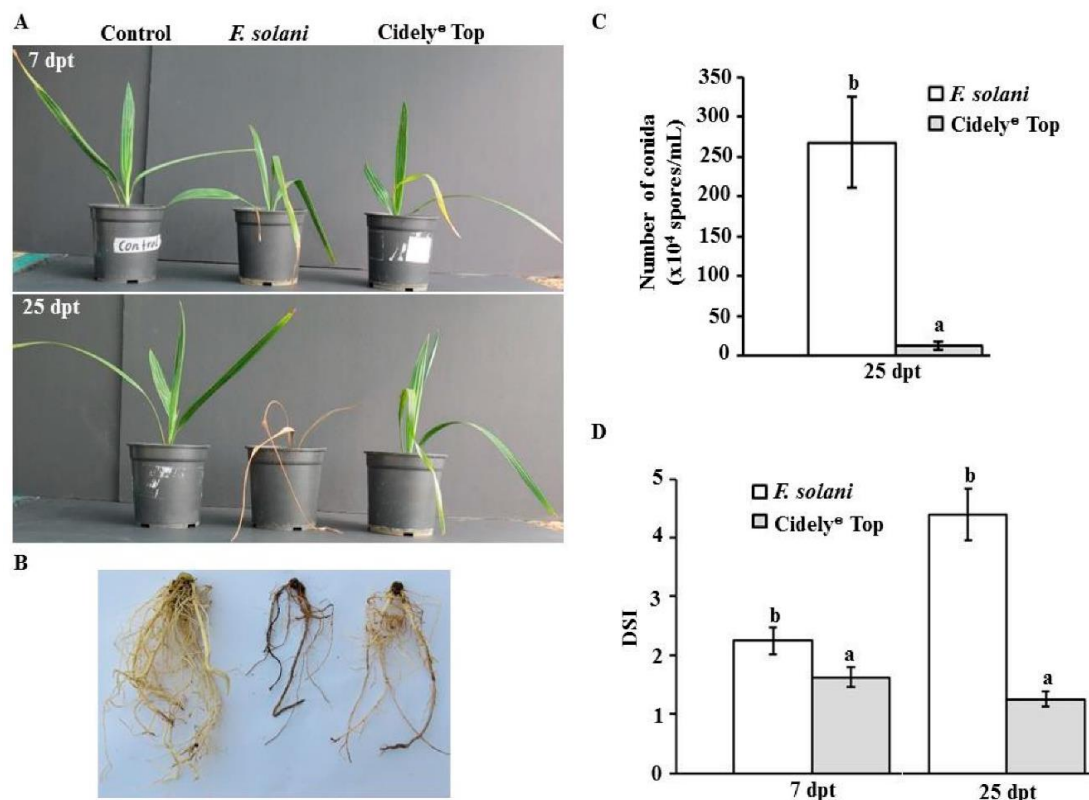 A
Control F. solani Cidely® Top
7 dpt
Control
25 dpt
B
C
Number of conida
(x10⁴ spores/mL)
350
300
250
200
150
100
50
0
b
a
F. solani
Cidely® Top
25 dpt
D
DSI
5
4
3
2
1
0
b
a
b
a
F. solani
Cidely® Top
7 dpt 25 dpt